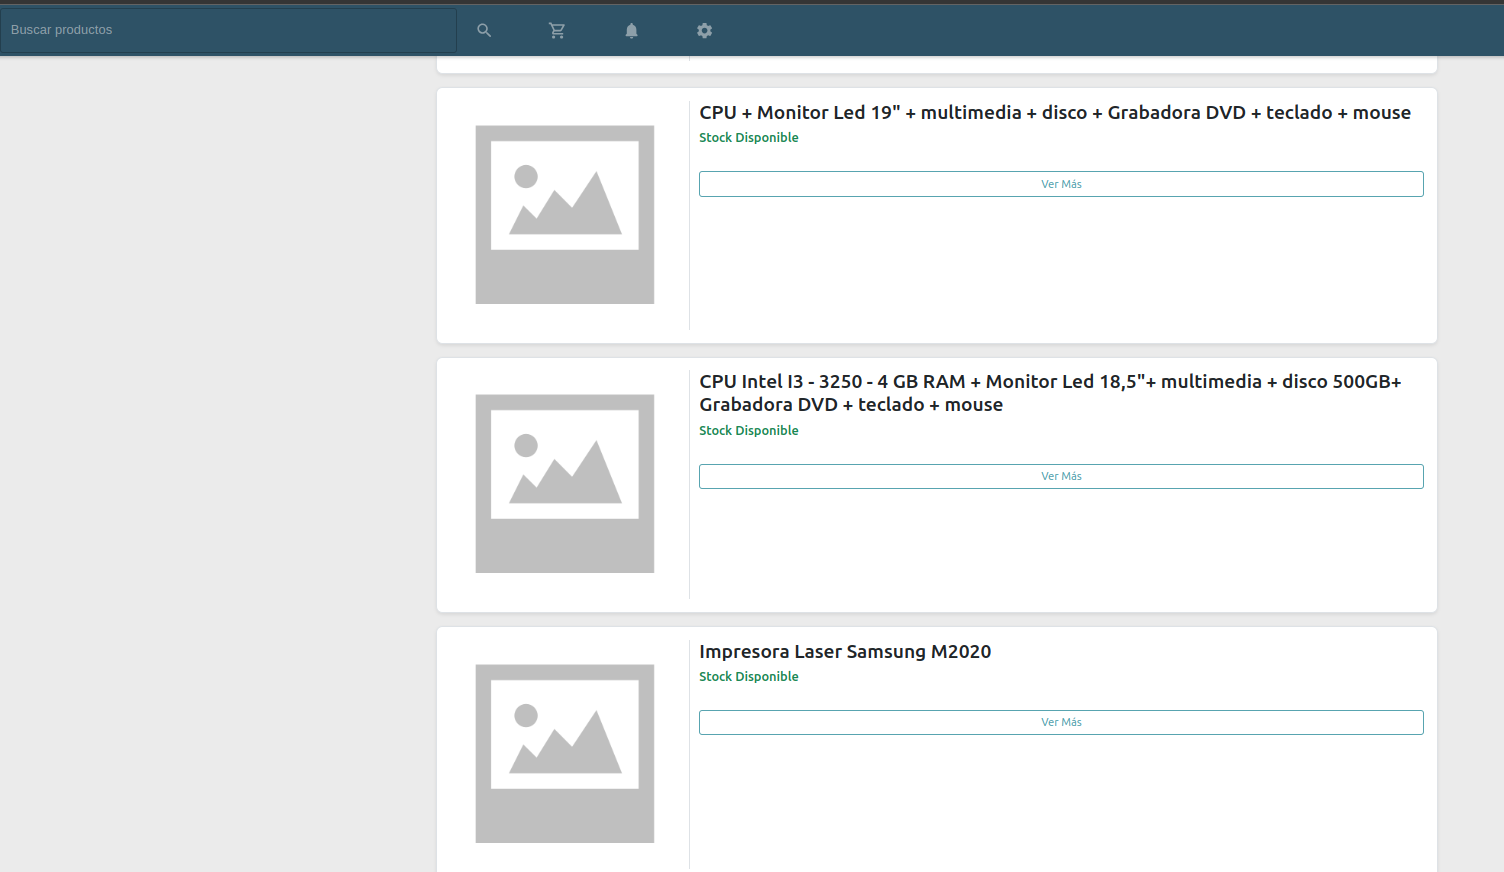 Buscar productos
CPU + Monitor Led 19" + multimedia + disco + Grabadora DVD + teclado + mouse
Stock Disponible
Ver Más
CPU Intel I3 - 3250 - 4 GB RAM + Monitor Led 18,5"+ multimedia + disco 500GB+
Grabadora DVD + teclado + mouse
Stock Disponible
Ver Más
Impresora Laser Samsung M2020
Stock Disponible
Ver Más